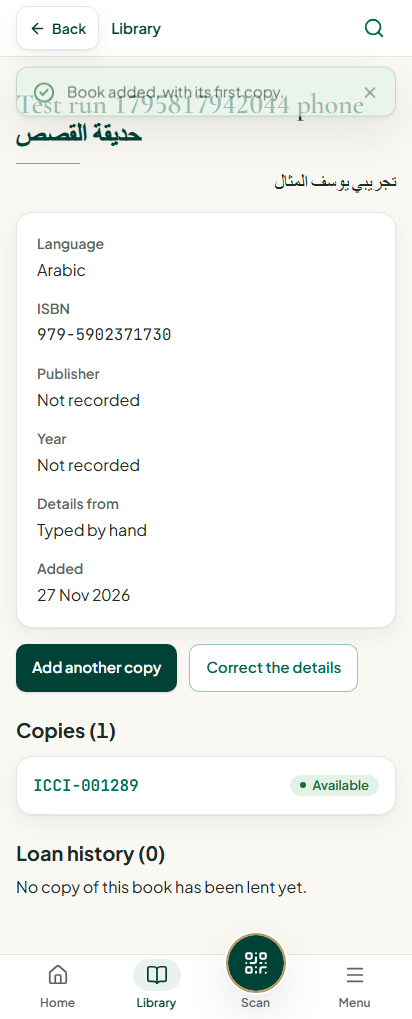 Back
Library
Book added, with its first copy.
Test run 1795817942044 phone
حديقة القصص
تجريبي يوسف المثال
Language
Arabic
ISBN
979-5902371730
Publisher
Not recorded
Year
Not recorded
Details from
Typed by hand
Added
27 Nov 2026
Add another copy
Correct the details
Copies (1)
ICCI-001289
Available
Loan history (0)
No copy of this book has been lent yet.
Home
Library
Scan
Menu